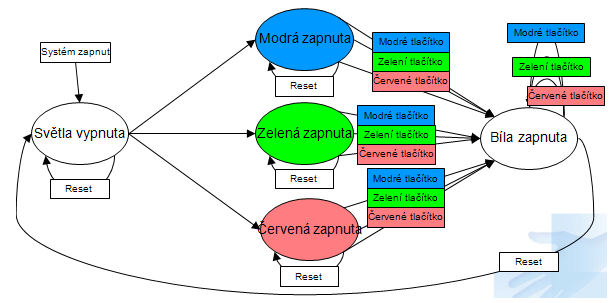 Systém zapnut
Světla vypnuta
Reset
Modrá zapnuta
Reset
Modré tlačítko
Zelení tlačítko
Červené tlačítko
Zelená zapnuta
Reset
Modré tlačítko
Zelení tlačítko
Červené tlačítko
Červená zapnuta
Reset
Modré tlačítko
Zelení tlačítko
Červené tlačítko
Bíla zapnuta
Modré tlačítko
Zelení tlačítko
Červené tlačítko
Reset